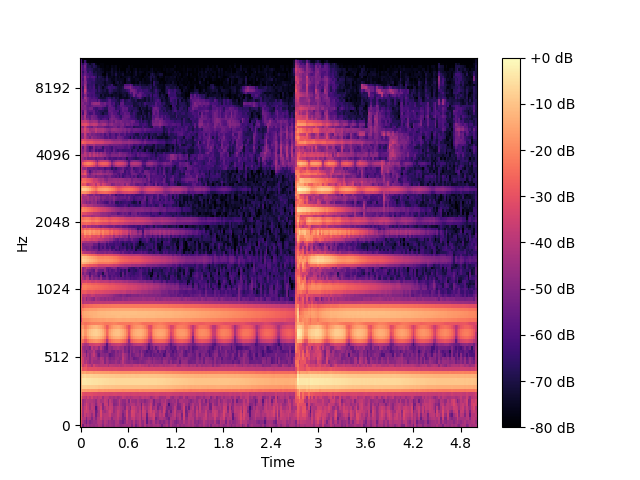 8192
4096
2048
1024
512
0
Hz
0 0.6 1.2 1.8 2.4 3 3.6 4.2 4.8
Time
+0 dB
-10 dB
-20 dB
-30 dB
-40 dB
-50 dB
-60 dB
-70 dB
-80 dB